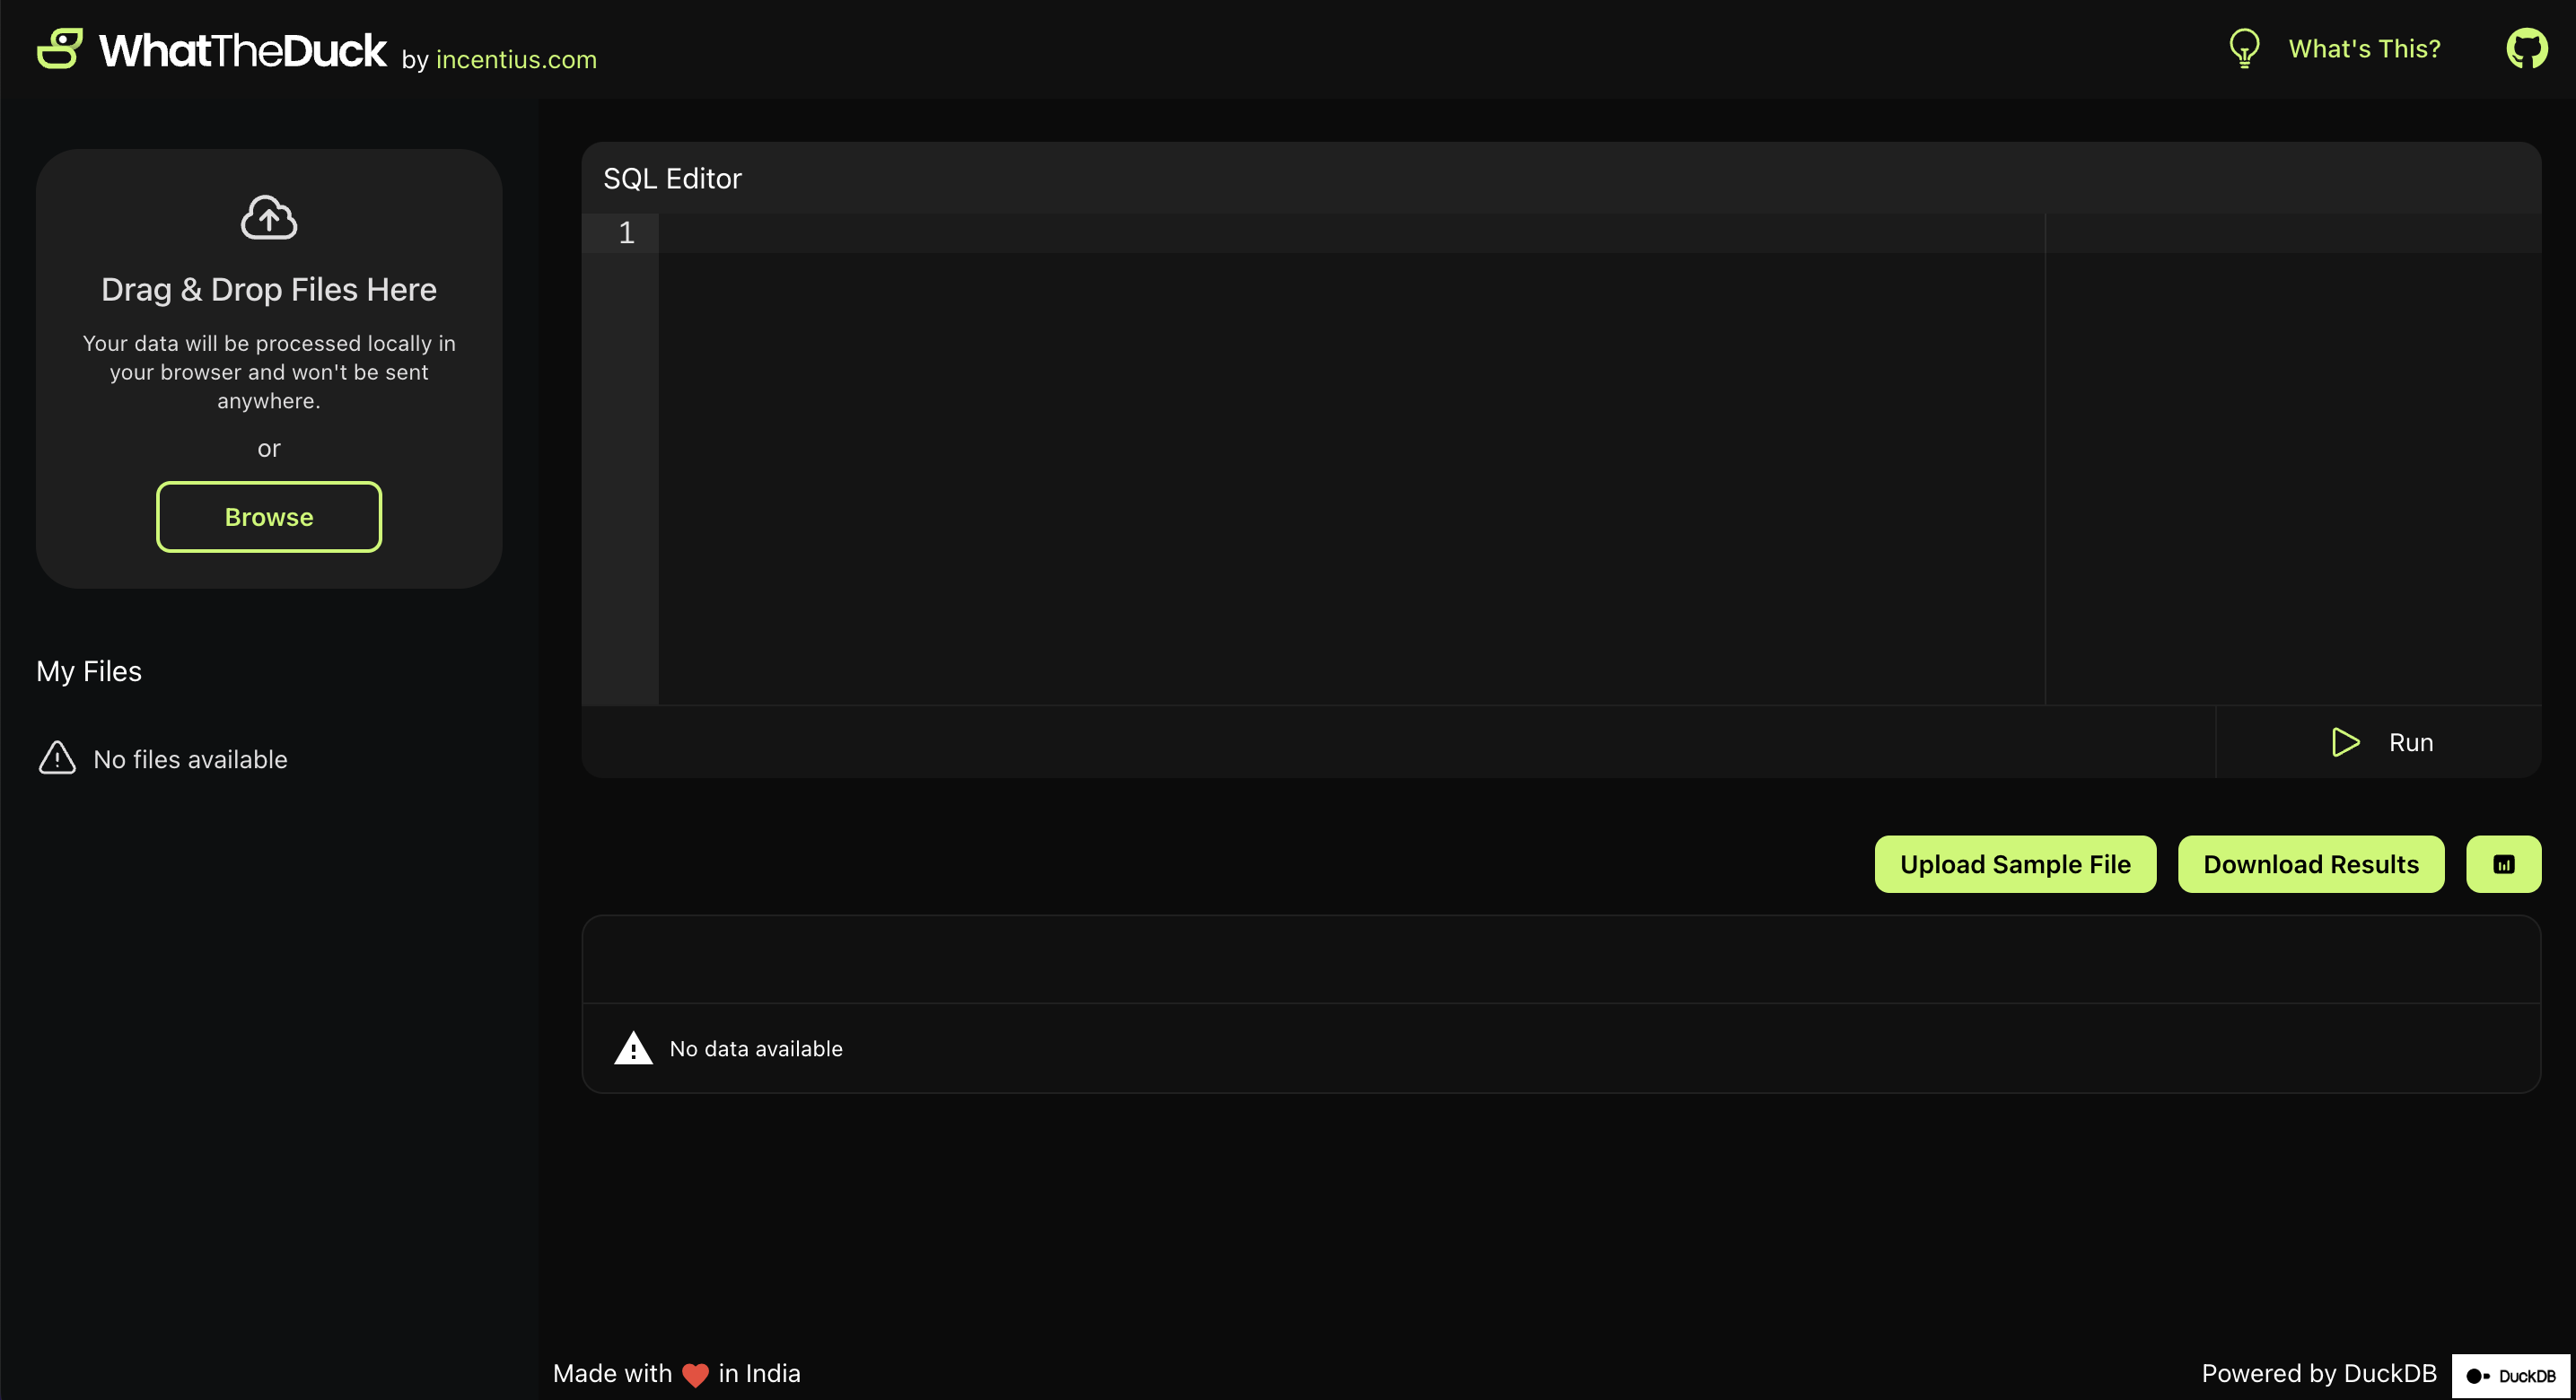 WhatTheDuck by incentius.com
What's This?
Drag & Drop Files Here
Your data will be processed locally in
your browser and won't be sent
anywhere.
or
Browse
My Files
No files available
SQL Editor
1
Run
Upload Sample File
Download Results
No data available
Made with ❤ in India
Powered by DuckDB
DuckDB